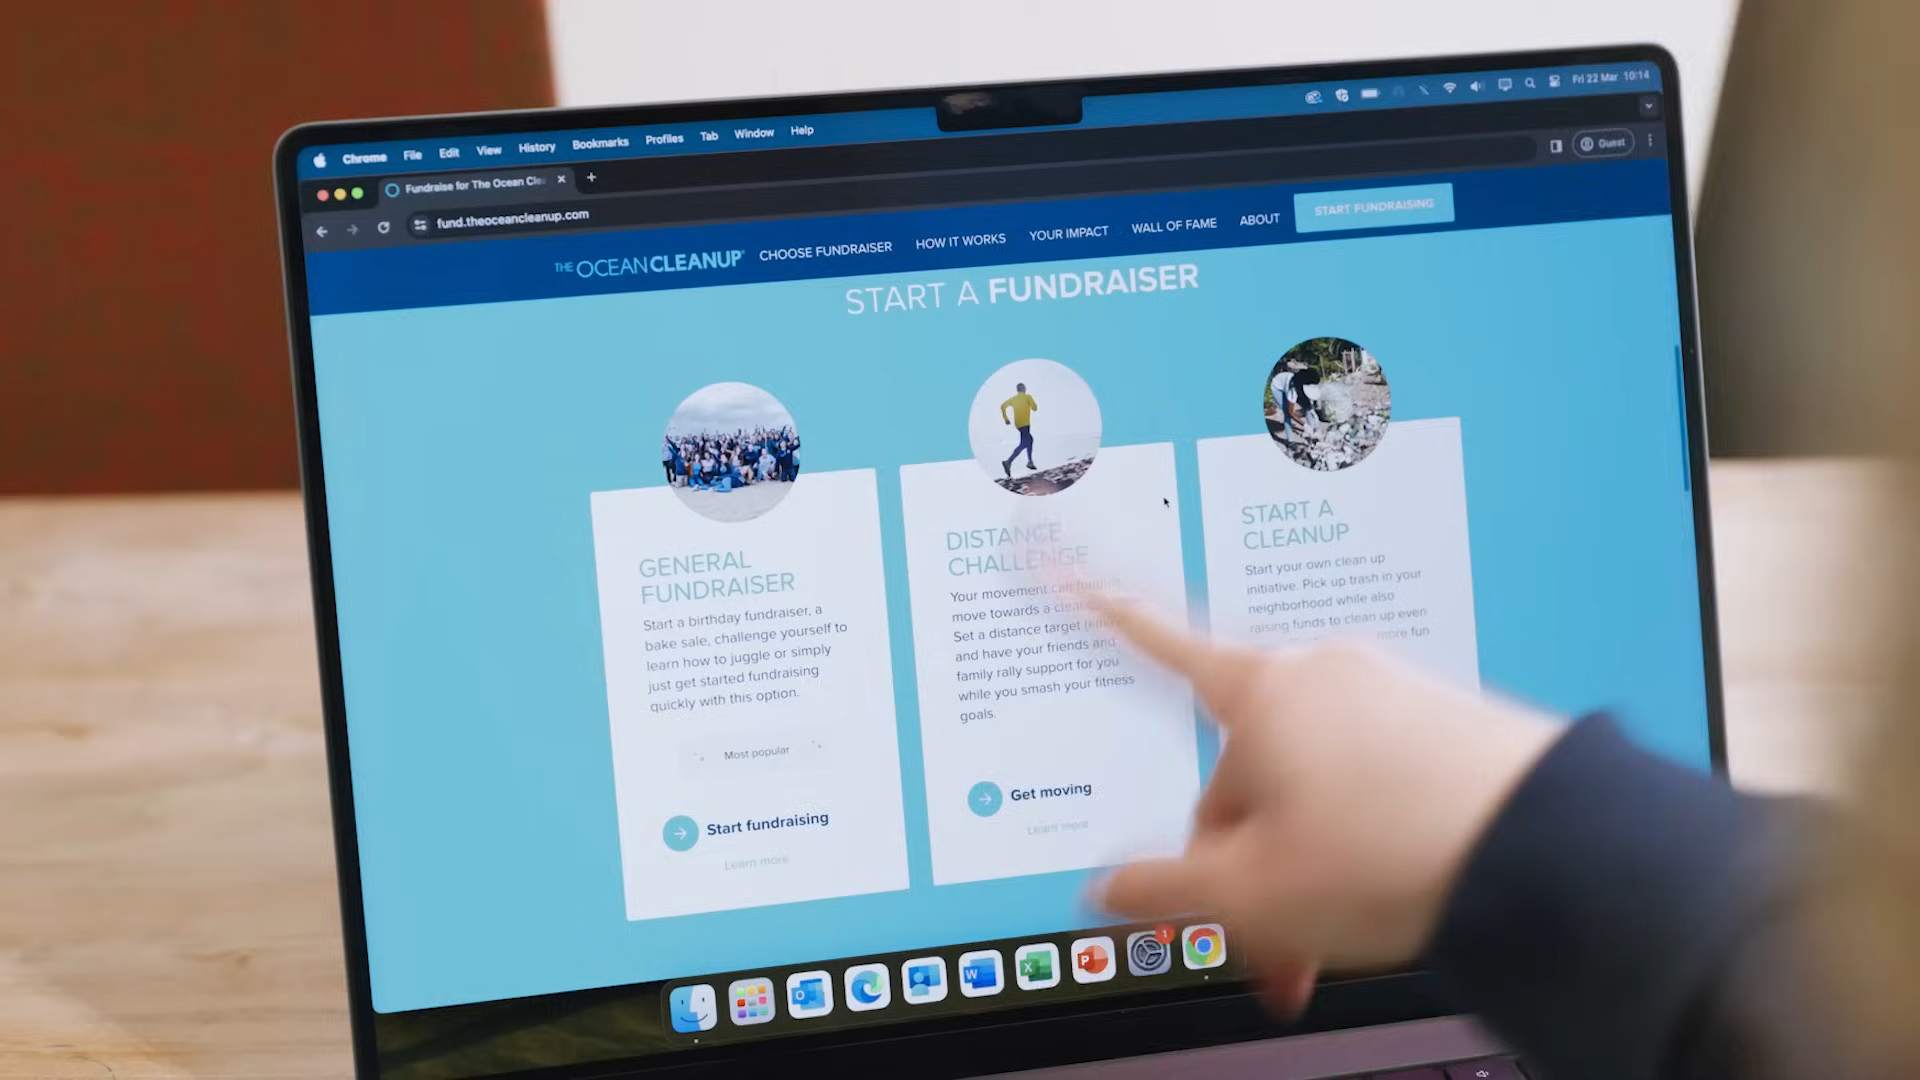 Chrome File Edit View History Bookmarks Profiles Tab Window Help
Fri 22 Mar 10:14
Fundraise for The Ocean Cle
fund.theoceancleanup.com
Guest
THE OCEAN CLEANUP
CHOOSE FUNDRAISER
HOW IT WORKS
YOUR IMPACT
WALL OF FAME
ABOUT
START FUNDRAISING
START A FUNDRAISER
GENERAL
FUNDRAISER
Start a birthday fundraiser, a
bake sale, challenge yourself to
learn how to juggle or simply
just get started fundraising
quickly with this option.
Most popular
Start fundraising
Learn more
DISTANCE
CHALLENGE
Your movement can
move towards a
Set a distance target
and have your friends and
family rally support for you
while you smash your fitness
goals.
Get moving
Learn more
START A
CLEANUP
Start your own clean up
initiative. Pick up trash in your
neighborhood while also
raising funds to clean up even
more fun
1